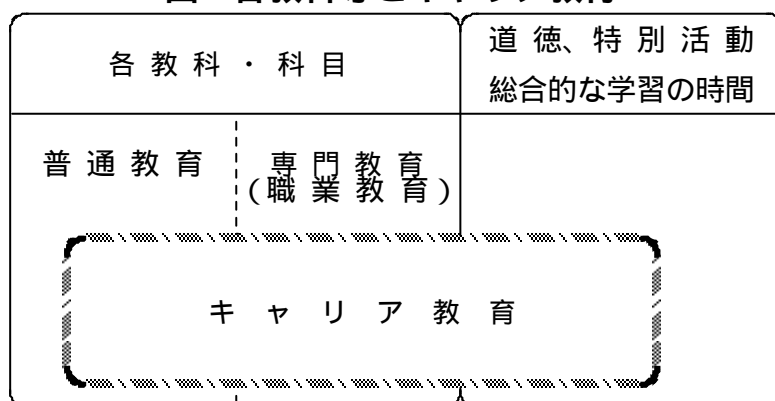 各教科・科目
道徳、特別活動
総合的な学習の時間
普通教育
専門教育
(職業教育)
キャリア教育